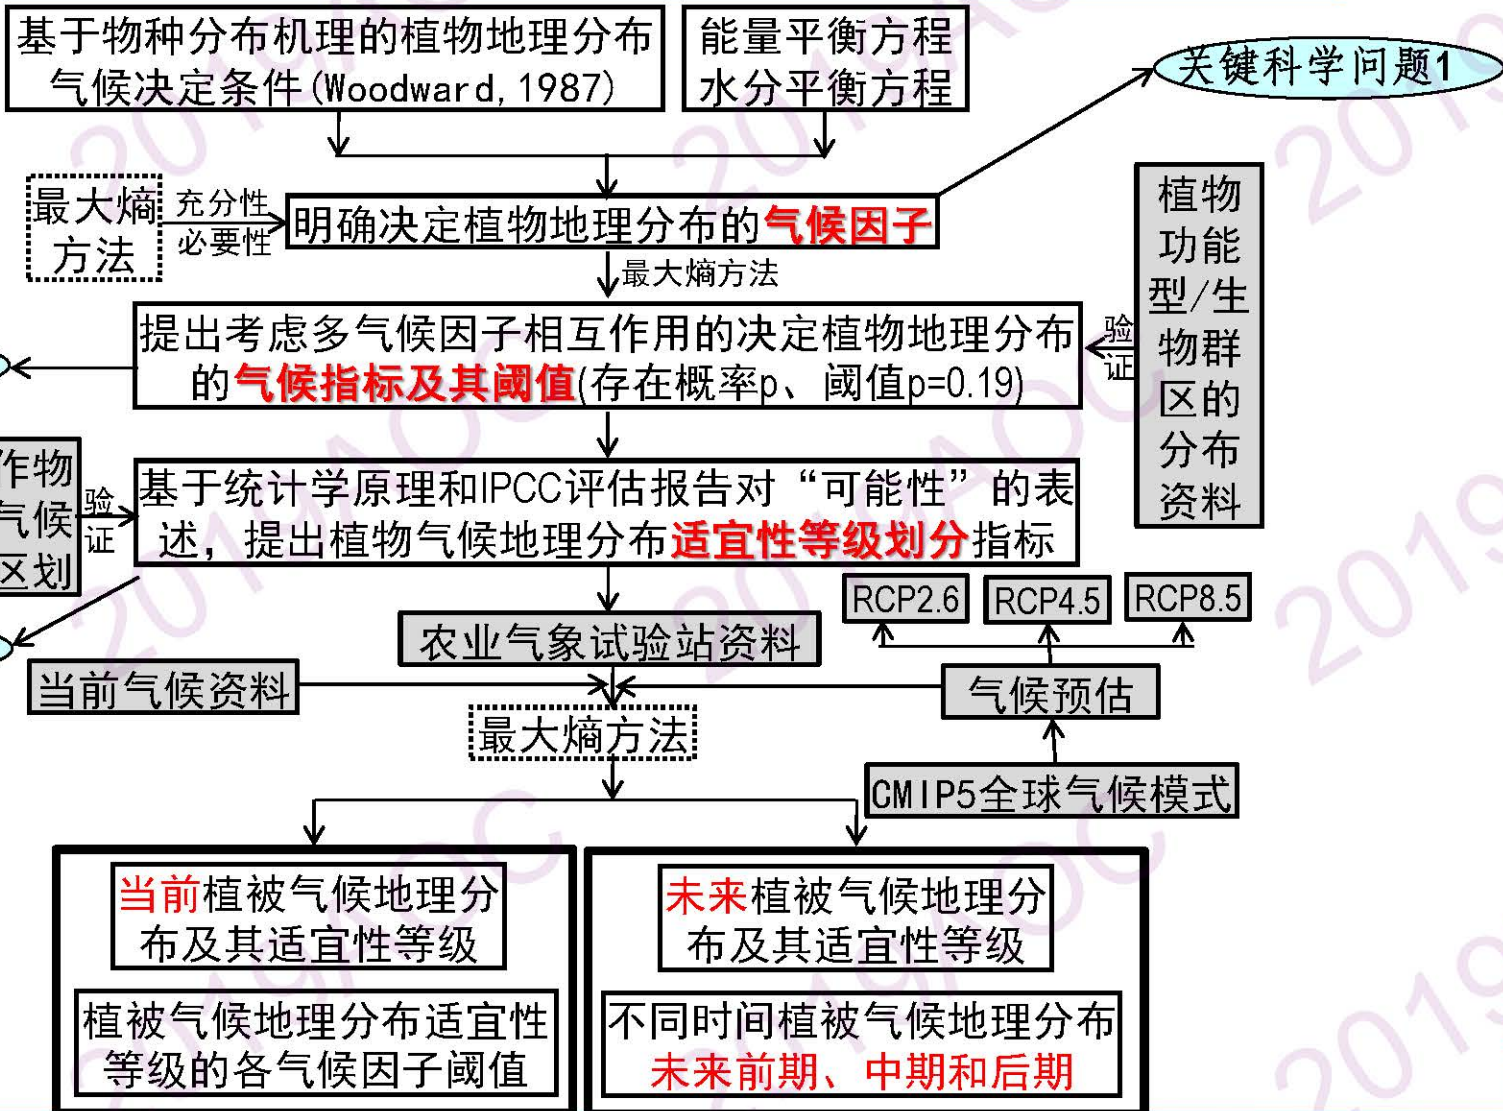 基于物种分布机理的植物地理分布
气候决定条件(Woodward,1987)
能量平衡方程
水分平衡方程
关键科学问题1
最大熵
方法
充分性
必要性
明确决定植物地理分布的气候因子
最大熵方法
植物
功能
型/生
物群
区的
分布
资料
提出考虑多气候因子相互作用的决定植物地理分布
的气候指标及其阈值(存在概率p、阈值p=0.19)
验
证
作物
气候
区划
验
证
基于统计学原理和IPCC评估报告对“可能性”的表
述，提出植物气候地理分布适宜性等级划分指标
RCP2.6
RCP4.5
RCP8.5
农业气象试验站资料
当前气候资料
气候预估
最大熵方法
CMIP5全球气候模式
当前植被气候地理分
布及其适宜性等级
植被气候地理分布适宜性
等级的各气候因子阈值
未来植被气候地理分
布及其适宜性等级
不同时间植被气候地理分布
未来前期、中期和后期
2019AOC
2019AOC
2019
2019AOC
2019AOC
2019
2019AOC
2019AOC
2019